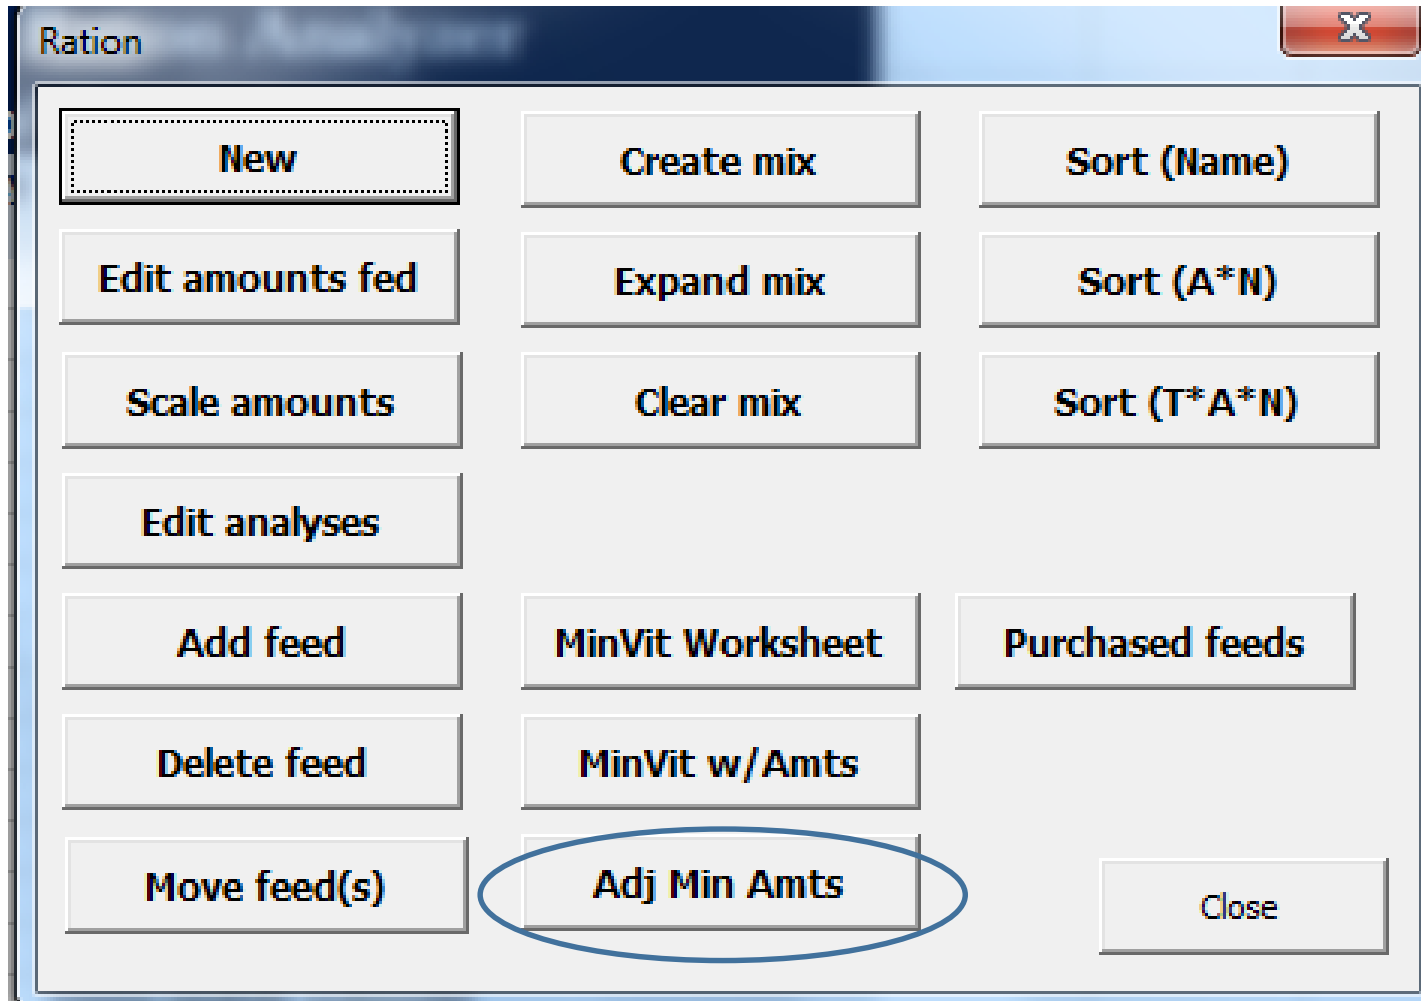 Ration
New
Create mix
Sort (Name)
Edit amounts fed
Expand mix
Sort (A*N)
Scale amounts
Clear mix
Sort (T*A*N)
Edit analyses
Add feed
MinVit Worksheet
Purchased feeds
Delete feed
MinVit w/Amts
Move feed(s)
Adj Min Amts
Close